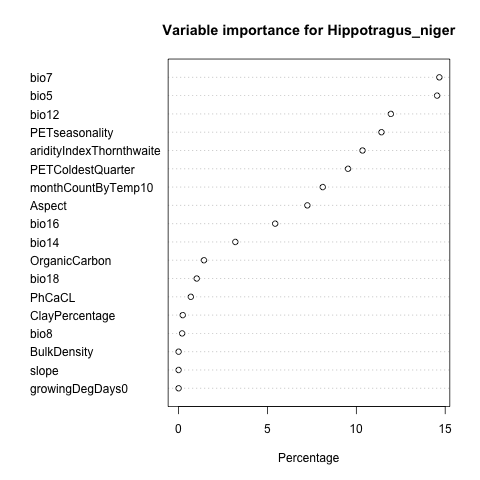 Variable importance for Hippotragus_niger
bio7
bio5
bio12
PETseasonality
aridityIndexThornthwaite
PETColdestQuarter
monthCountByTemp10
Aspect
bio16
bio14
OrganicCarbon
bio18
PhCaCL
ClayPercentage
bio8
BulkDensity
slope
growingDegDays0
0 5 10 15
Percentage